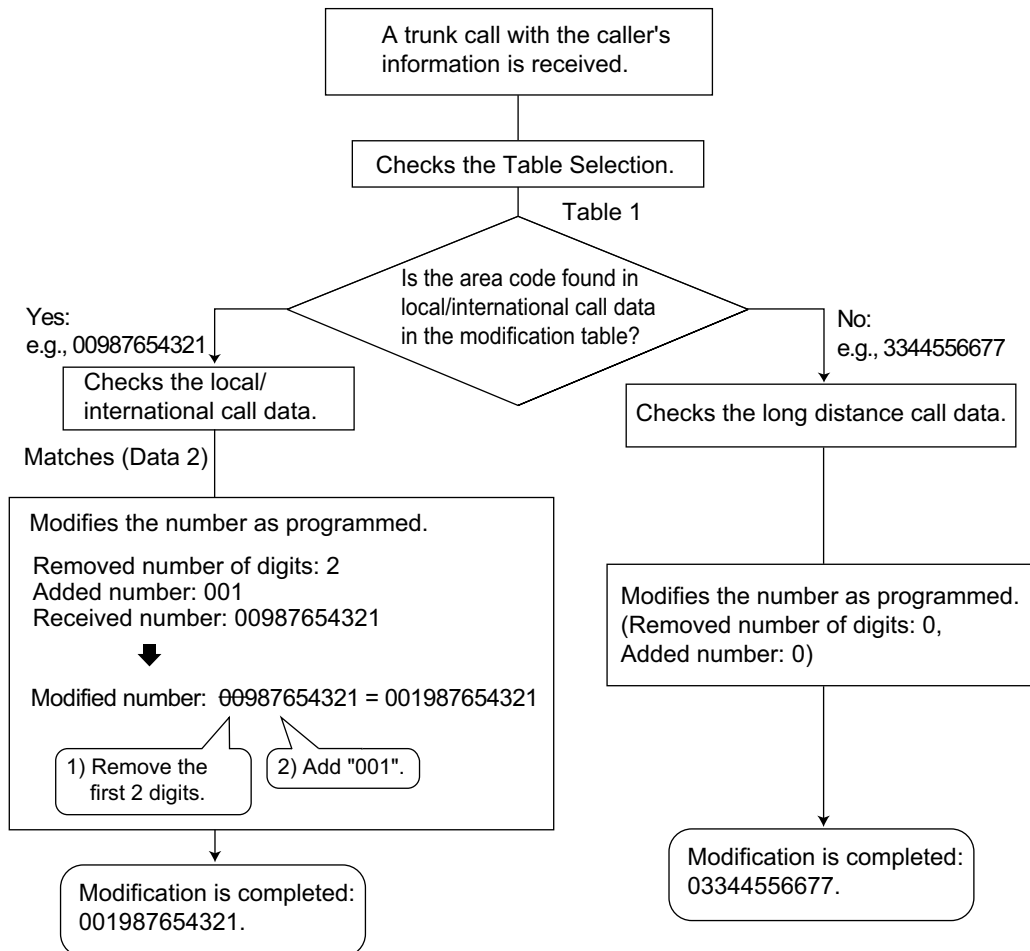 A trunk call with the caller's
information is received.
Checks the Table Selection.
Table 1
Is the area code found in
local/international call data
in the modification table?
Yes:
e.g., 00987654321
No:
e.g., 3344556677
Checks the local/
international call data.
Checks the long distance call data.
Matches (Data 2)
Modifies the number as programmed.
Removed number of digits: 2
Added number: 001
Received number: 00987654321
Modified number: 00987654321 = 001987654321
1) Remove the
first 2 digits.
2) Add "001".
Modifies the number as programmed.
(Removed number of digits: 0,
Added number: 0)
Modification is completed:
001987654321.
Modification is completed:
03344556677.